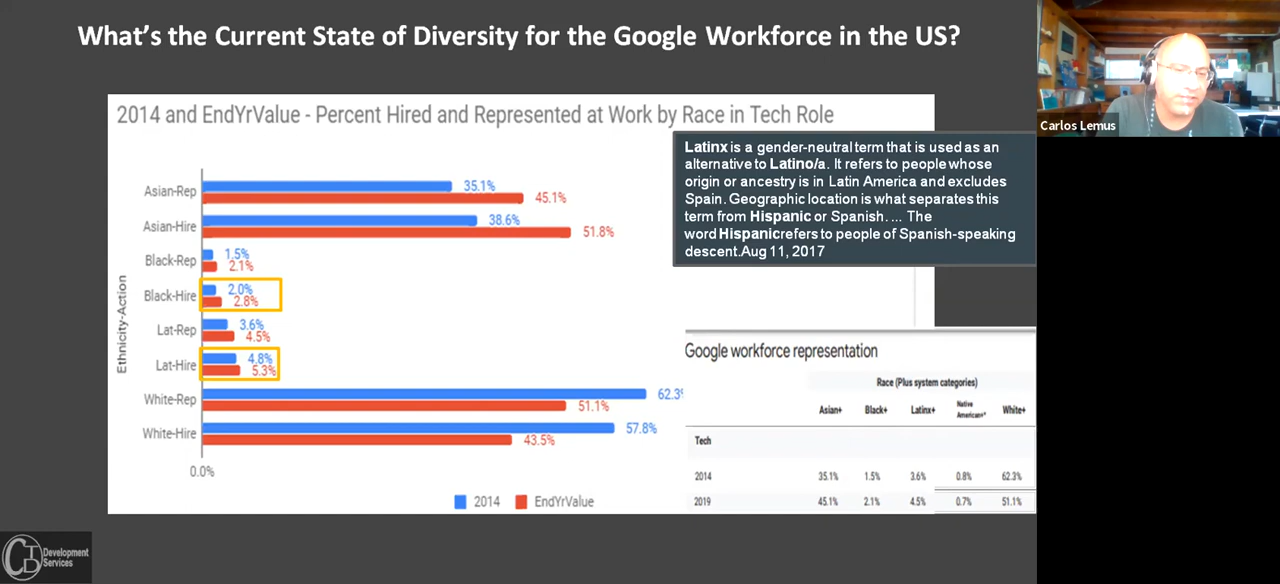 What's the Current State of Diversity for the Google Workforce in the US?
Carlos Lemus
2014 and EndYrValue - Percent Hired and Represented at Work by Race in Tech Role
Latinx is a gender-neutral term that is used as an
alternative to Latino/a. It refers to people whose
origin or ancestry is in Latin America and excludes
Spain. Geographic location is what separates this
term from Hispanic or Spanish. ... The
word Hispanicrefers to people of Spanish-speaking
descent.Aug 11, 2017
Ethnicity-Action
Asian-Rep 35.1%
45.1%
Asian-Hire 38.6%
51.8%
Black-Rep 1.5%
2.1%
Black-Hire 2.0%
2.8%
Lat-Rep 3.6%
4.5%
Lat-Hire 4.8%
5.3%
White-Rep 62.3%
51.1%
White-Hire 57.8%
43.5%
0.0%
2014 EndYrValue
Google workforce representation
Race (Plus system categories)
Asian+ Black+ Latinx+ Native American+* White+
Tech
2014 35.1% 1.5% 3.6% 0.8% 62.3%
2019 45.1% 2.1% 4.5% 0.7% 51.1%
CTD Development
Services